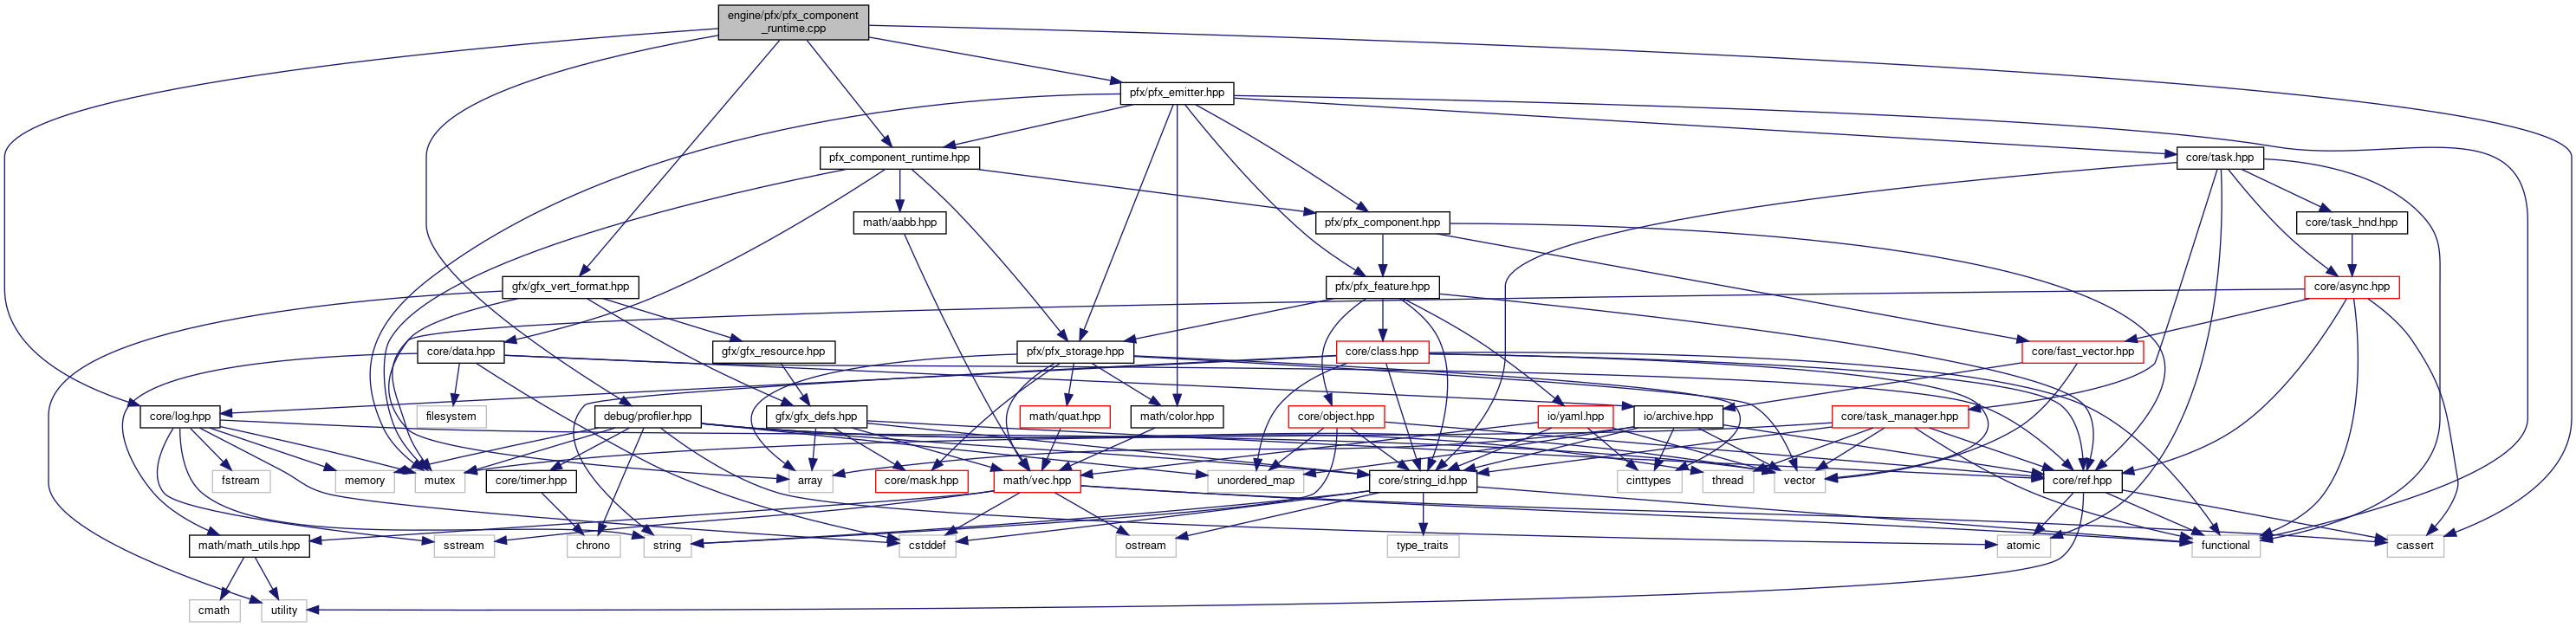 engine/pfx/pfx_component
_runtime.cpp
pfx/pfx_emitter.hpp
pfx_component_runtime.hpp
core/task.hpp
math/aabb.hpp
pfx/pfx_component.hpp
core/task_hnd.hpp
gfx/gfx_vert_format.hpp
pfx/pfx_feature.hpp
core/async.hpp
core/data.hpp
gfx/gfx_resource.hpp
pfx/pfx_storage.hpp
core/class.hpp
core/fast_vector.hpp
core/log.hpp
filesystem
debug/profiler.hpp
gfx/gfx_defs.hpp
math/quat.hpp
math/color.hpp
core/object.hpp
io/yaml.hpp
io/archive.hpp
core/task_manager.hpp
fstream
memory
mutex
core/timer.hpp
array
core/mask.hpp
math/vec.hpp
unordered_map
core/string_id.hpp
cinttypes
thread
vector
core/ref.hpp
math/math_utils.hpp
sstream
chrono
string
cstddef
ostream
type_traits
atomic
functional
cassert
cmath
utility